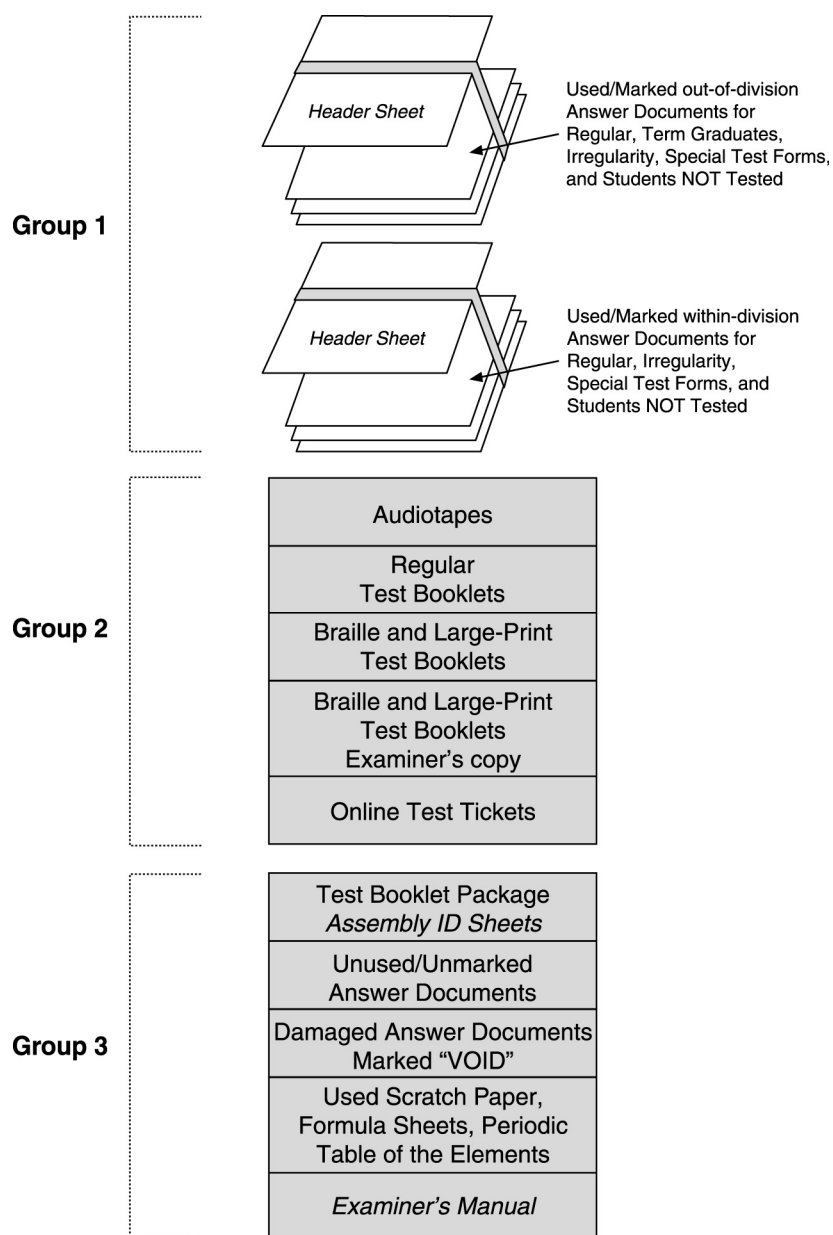 Group 1
Header Sheet
Used/Marked out-of-division
Answer Documents for
Regular, Term Graduates,
Irregularity, Special Test Forms,
and Students NOT Tested
Header Sheet
Used/Marked within-division
Answer Documents for
Regular, Irregularity,
Special Test Forms, and
Students NOT Tested
Group 2
Audiotapes
Regular
Test Booklets
Braille and Large-Print
Test Booklets
Braille and Large-Print
Test Booklets
Examiner’s copy
Online Test Tickets
Group 3
Test Booklet Package
Assembly ID Sheets
Unused/Unmarked
Answer Documents
Damaged Answer Documents
Marked “VOID”
Used Scratch Paper,
Formula Sheets, Periodic
Table of the Elements
Examiner’s Manual